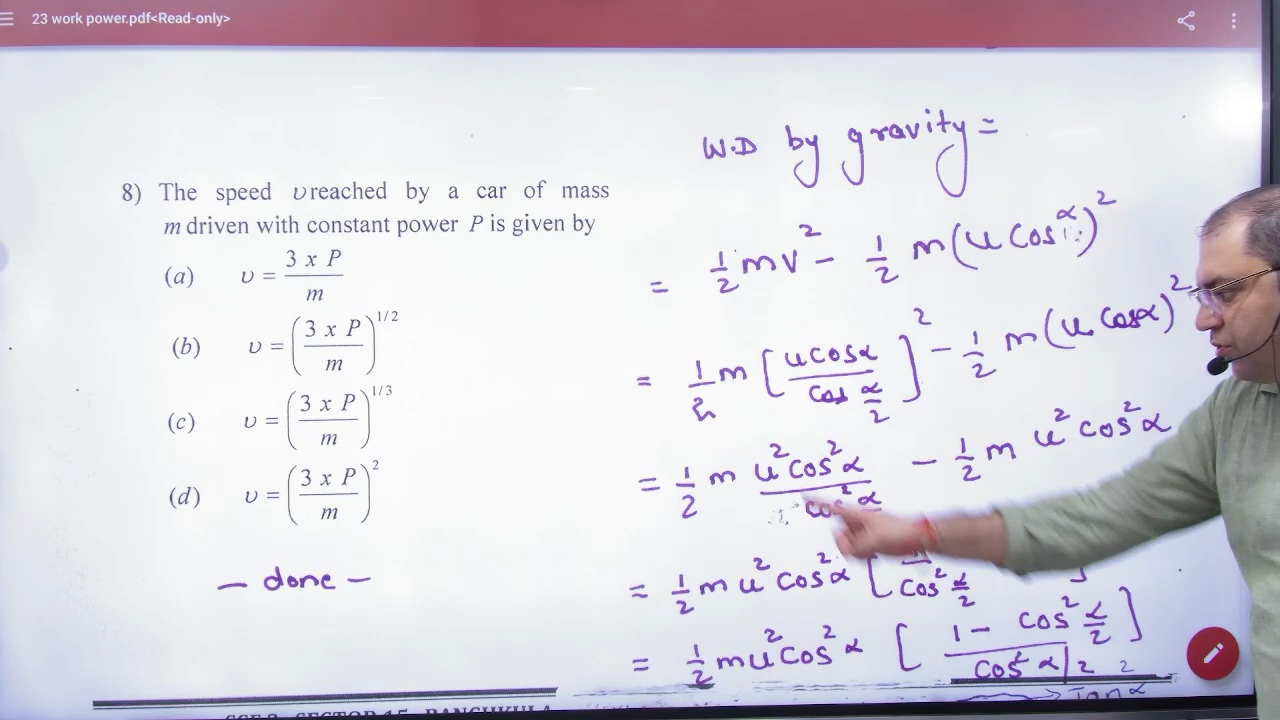 23 work power.pdf<Read-only>
8) The speed υ reached by a car of mass
m driven with constant power P is given by
(a) υ = 3 x P / m
(b) υ = (3 x P / m)^1/2
(c) υ = (3 x P / m)^1/3
(d) υ = (3 x P / m)^2
– done –
W.D by gravity =
= 1/2 mv² – 1/2 m(u cos α)²
= 1/2 m [u cos α / cos α/2]² – 1/2 m(u cos α)²
= 1/2 m u² cos² α / cos² α – 1/2 m u² cos² α
= 1/2 m u² cos² α [ / cos² α/2
= 1/2 mu² cos² α [1 – cos² α/2 / cos² α/2]
Tan² α